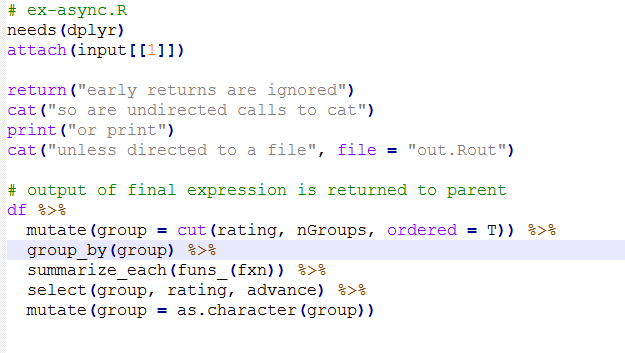 # ex-async.R
needs(dplyr)
attach(input[[1]])

return("early returns are ignored")
cat("so are undirected calls to cat")
print("or print")
cat("unless directed to a file", file = "out.Rout")

# output of final expression is returned to parent
df %>%
  mutate(group = cut(rating, nGroups, ordered = T)) %>%
  group_by(group) %>%
  summarize_each(funs_(fxn)) %>%
  select(group, rating, advance) %>%
  mutate(group = as.character(group))